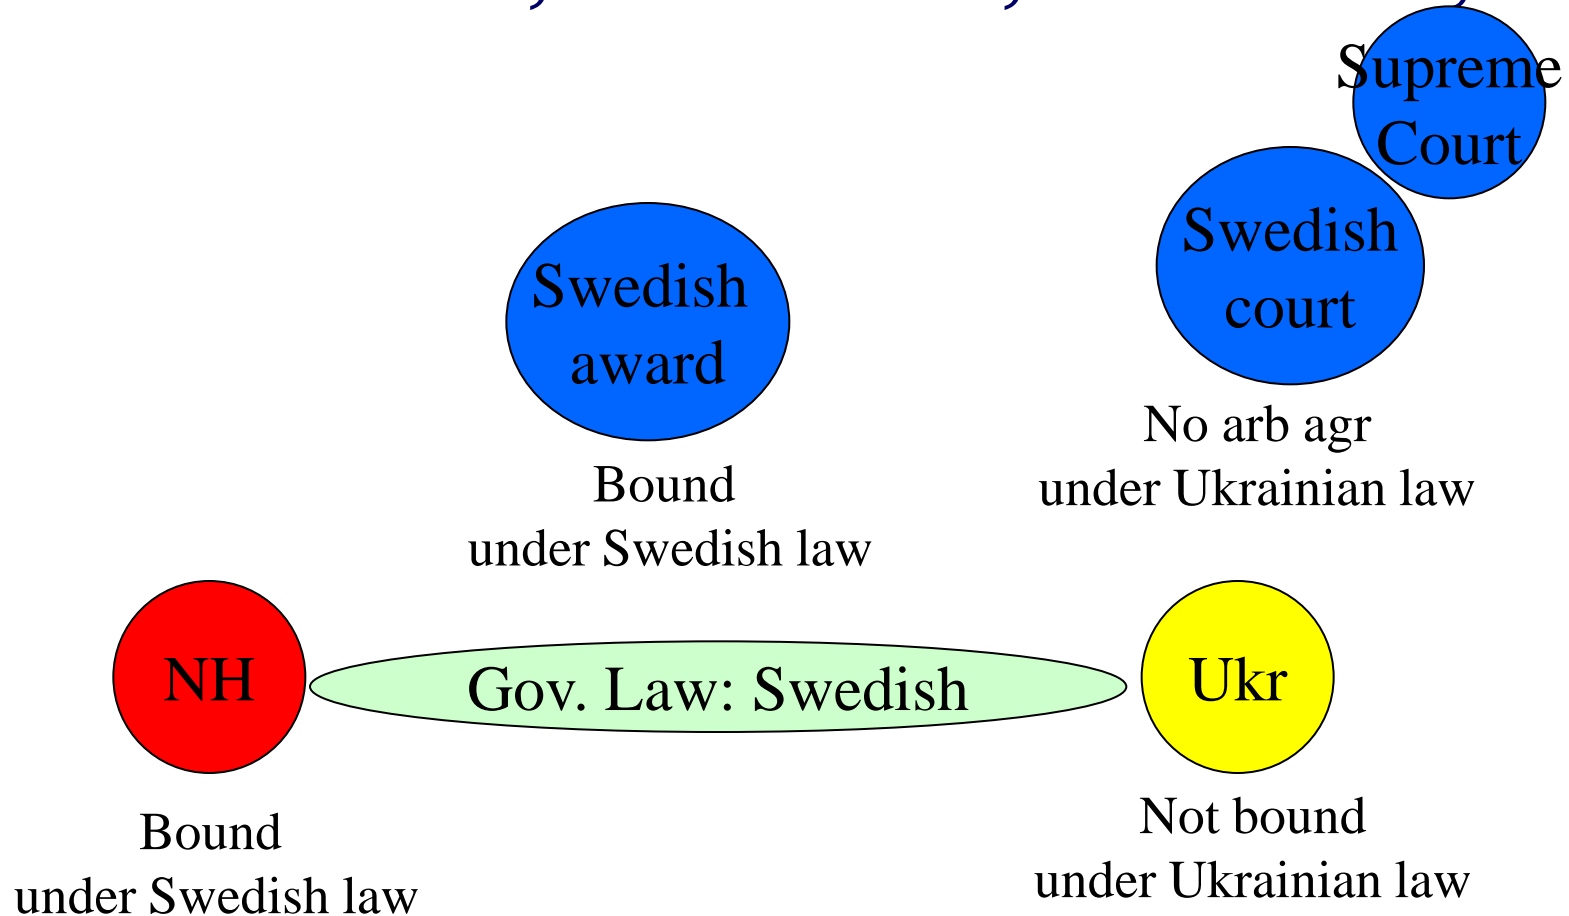 Supreme
Court
Swedish
court
Swedish
award
No arb agr
under Ukrainian law
Bound
under Swedish law
NH
Gov. Law: Swedish
Ukr
Bound
under Swedish law
Not bound
under Ukrainian law